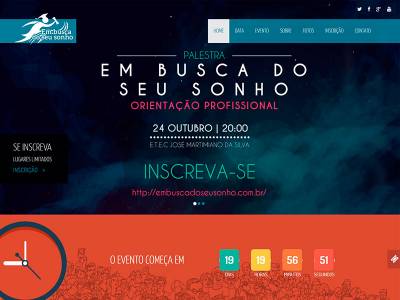 Em busca
do seu sonho
HOME DATA EVENTO SOBRE FOTOS INSCRIÇÃO CONTATO
PALESTRA
EM BUSCA DO
SEU SONHO
ORIENTAÇÃO PROFISSIONAL
24 OUTUBRO | 20:00
E.T.E.C JOSÉ MARTIMIANO DA SILVA
SE INSCREVA
LUGARES LIMITADOS
INSCRIÇÃO >
INSCREVA-SE
http://embuscadoseusonho.com.br/
O EVENTO COMEÇA EM
19 19 56 51
DIAS HORAS MINUTOS SEGUNDOS